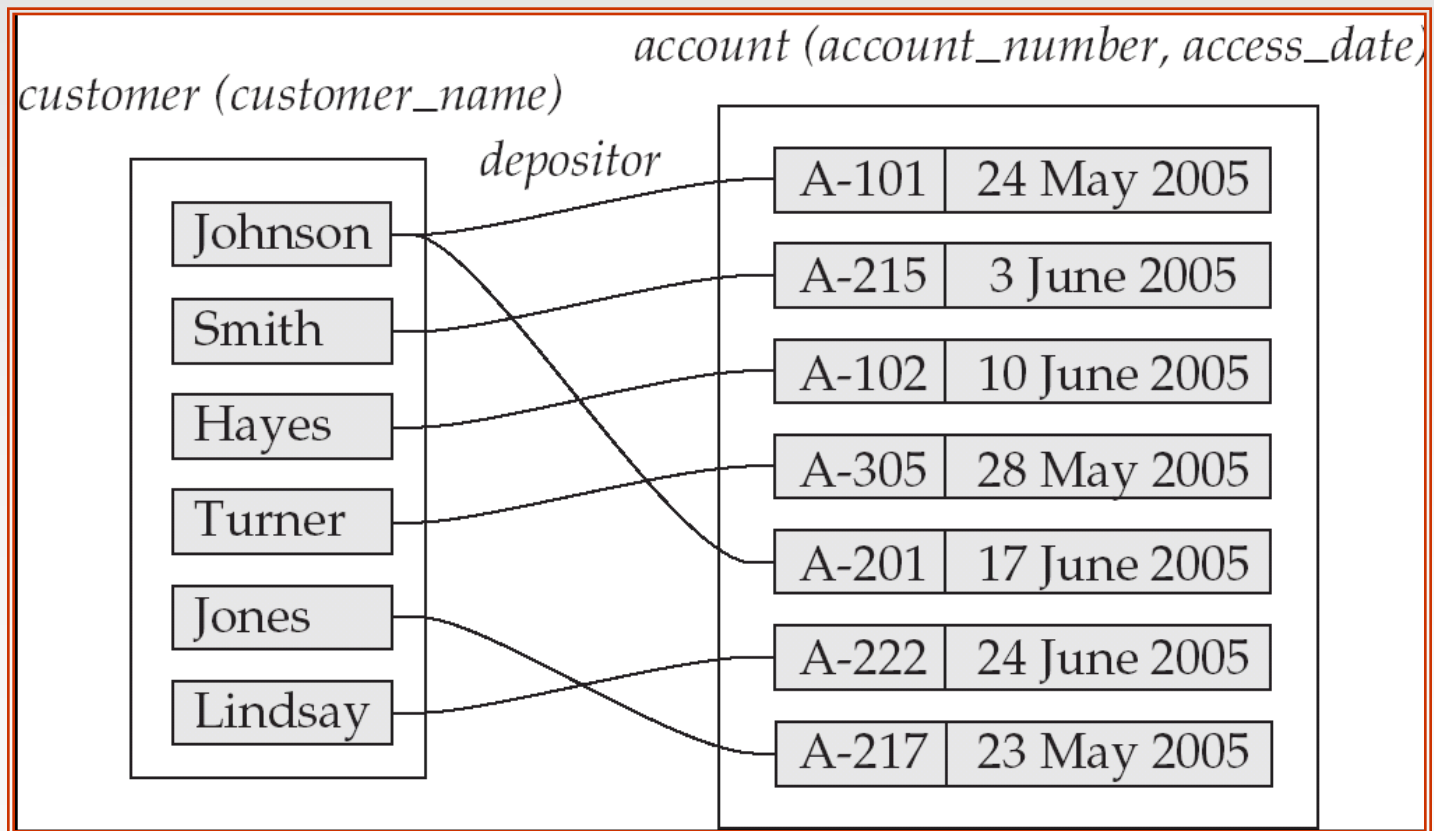 account (account_number, access_date)
customer (customer_name)
depositor
Johnson
Smith
Hayes
Turner
Jones
Lindsay
A-101 24 May 2005
A-215 3 June 2005
A-102 10 June 2005
A-305 28 May 2005
A-201 17 June 2005
A-222 24 June 2005
A-217 23 May 2005